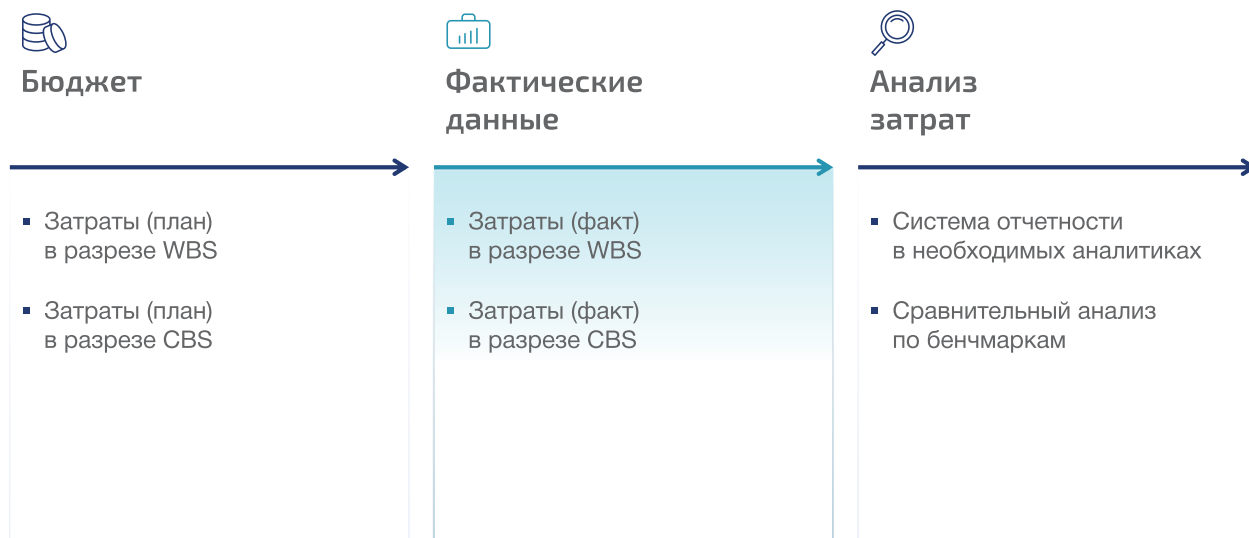 Бюджет
Затраты (план)
в разрезе WBS
Затраты (план)
в разрезе CBS
Фактические
данные
Затраты (факт)
в разрезе WBS
Затраты (факт)
в разрезе CBS
Анализ
затрат
Система отчетности
в необходимых аналитиках
Сравнительный анализ
по бенчмаркам